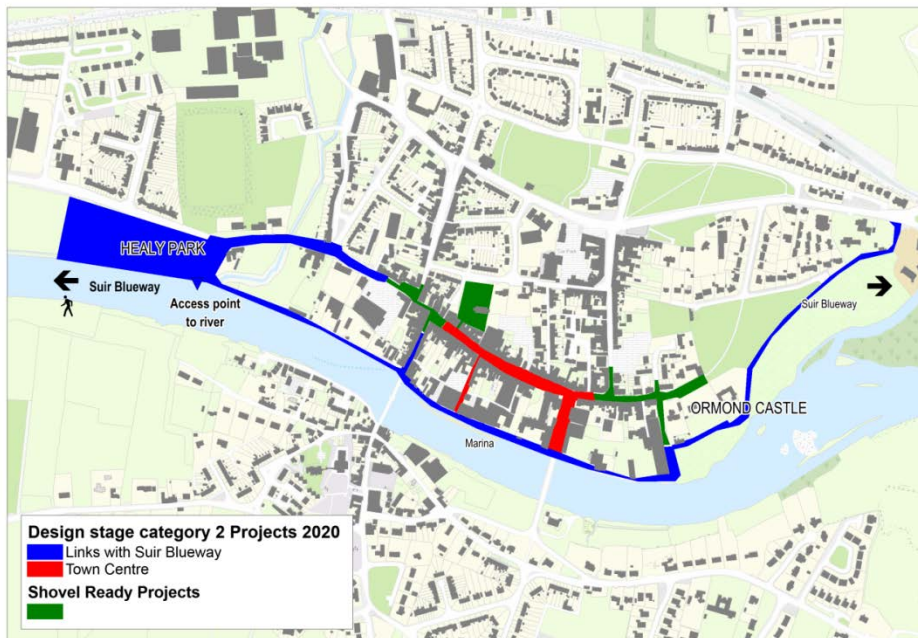 HEALY PARK
Suir Blueway
Access point
to river
Suir Blueway
ORMOND CASTLE
Marina
Design stage category 2 Projects 2020
Links with Suir Blueway
Town Centre
Shovel Ready Projects